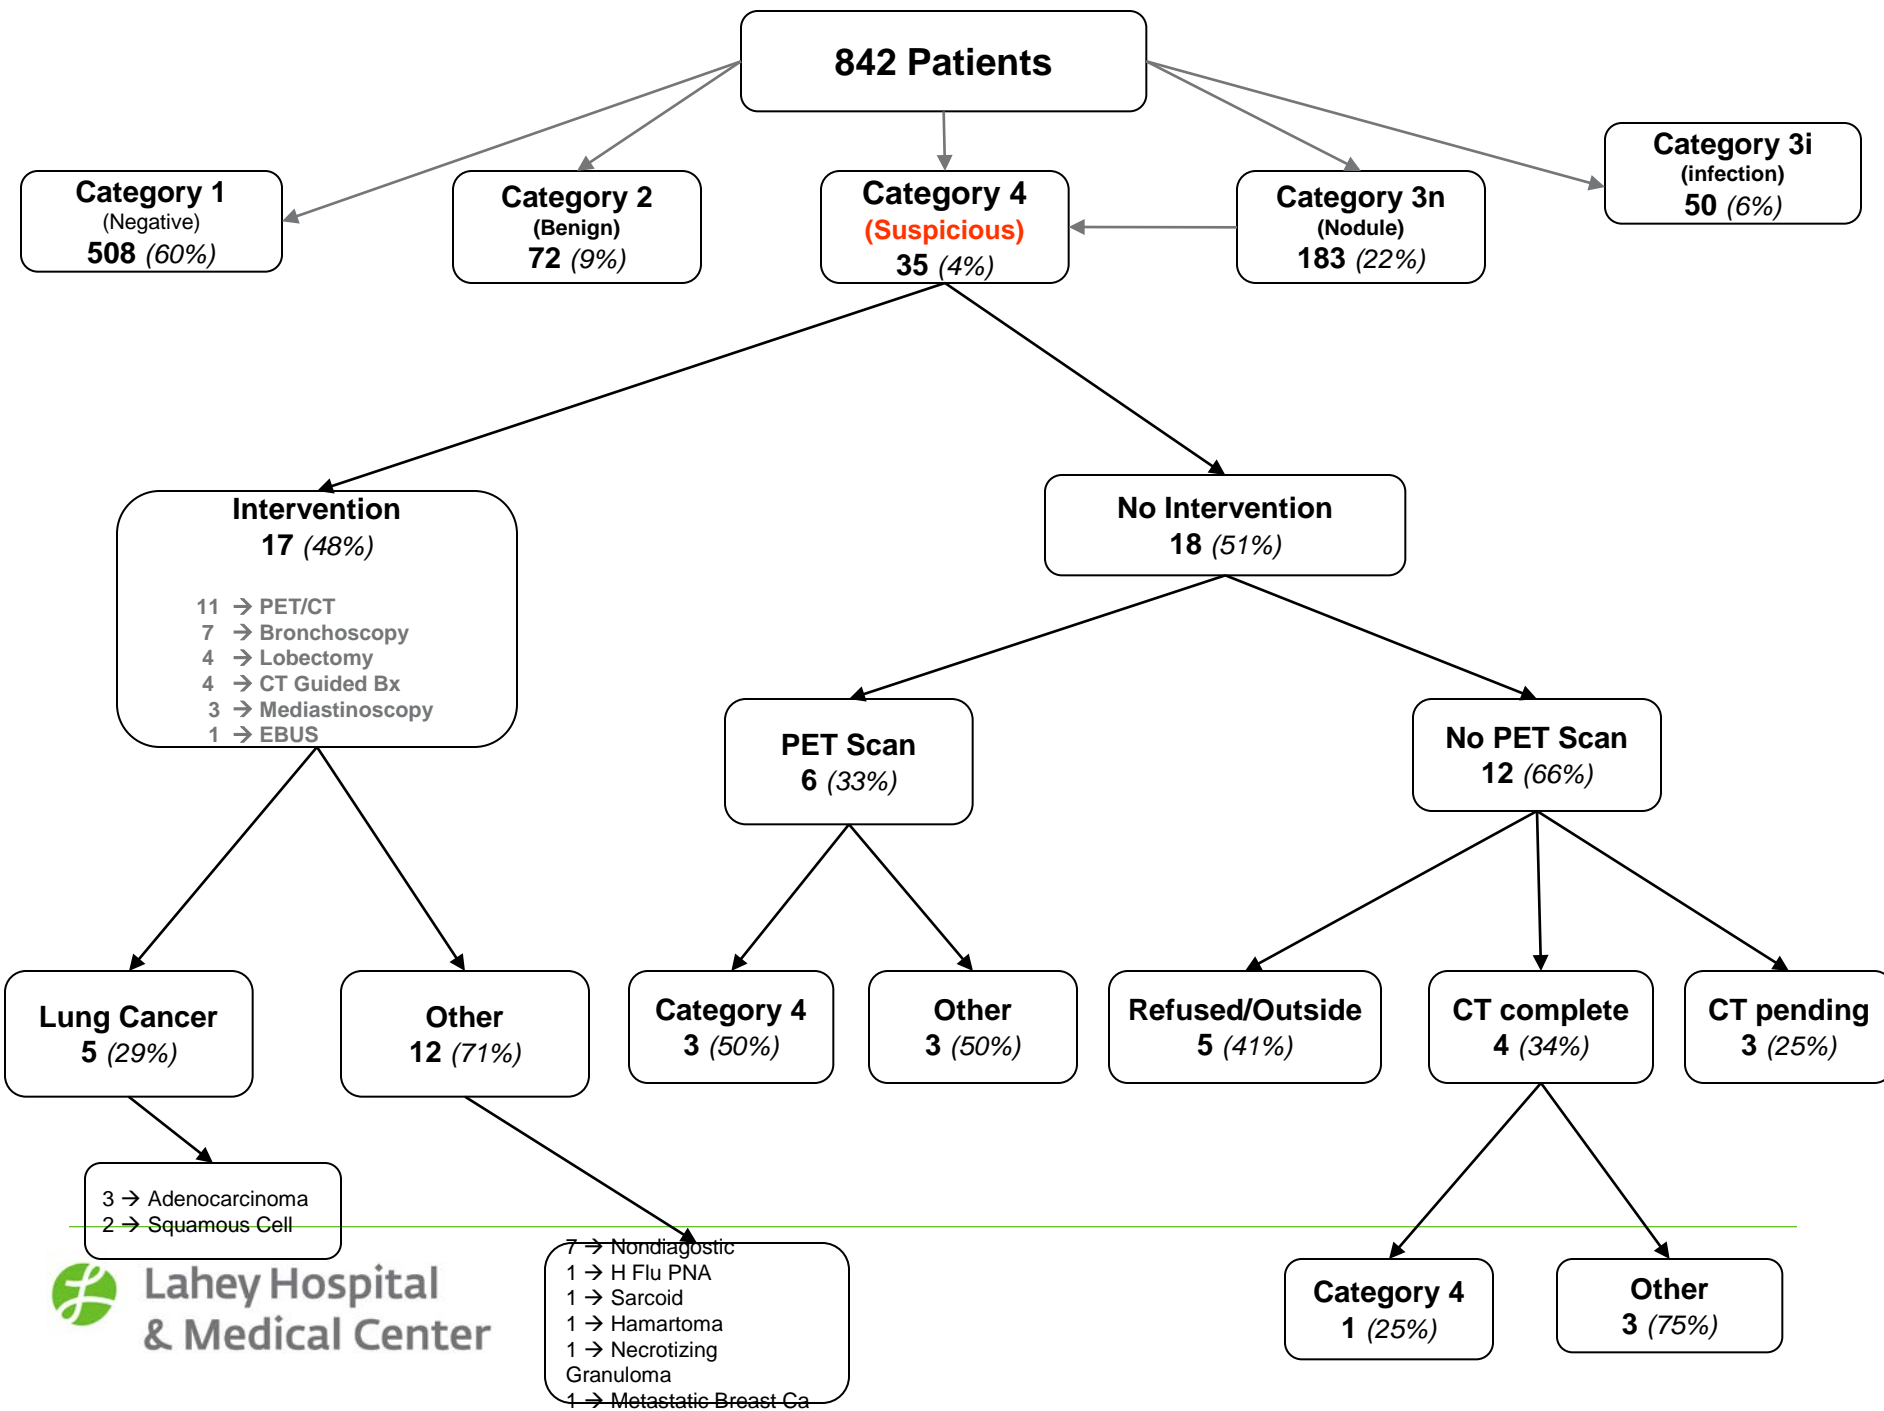 842 Patients
Category 1
(Negative)
508 (60%)
Category 2
(Benign)
72 (9%)
Category 4
(Suspicious)
35 (4%)
Category 3n
(Nodule)
183 (22%)
Category 3i
(infection)
50 (6%)
Intervention
17 (48%)
11 → PET/CT
7 → Bronchoscopy
4 → Lobectomy
4 → CT Guided Bx
3 → Mediastinoscopy
1 → EBUS
No Intervention
18 (51%)
PET Scan
6 (33%)
No PET Scan
12 (66%)
Lung Cancer
5 (29%)
Other
12 (71%)
Category 4
3 (50%)
Other
3 (50%)
Refused/Outside
5 (41%)
CT complete
4 (34%)
CT pending
3 (25%)
3 → Adenocarcinoma
2 → Squamous Cell
7 → Nondiagostic
1 → H Flu PNA
1 → Sarcoid
1 → Hamartoma
1 → Necrotizing
Granuloma
1 → Metastatic Breast Ca
Category 4
1 (25%)
Other
3 (75%)
Lahey Hospital
& Medical Center